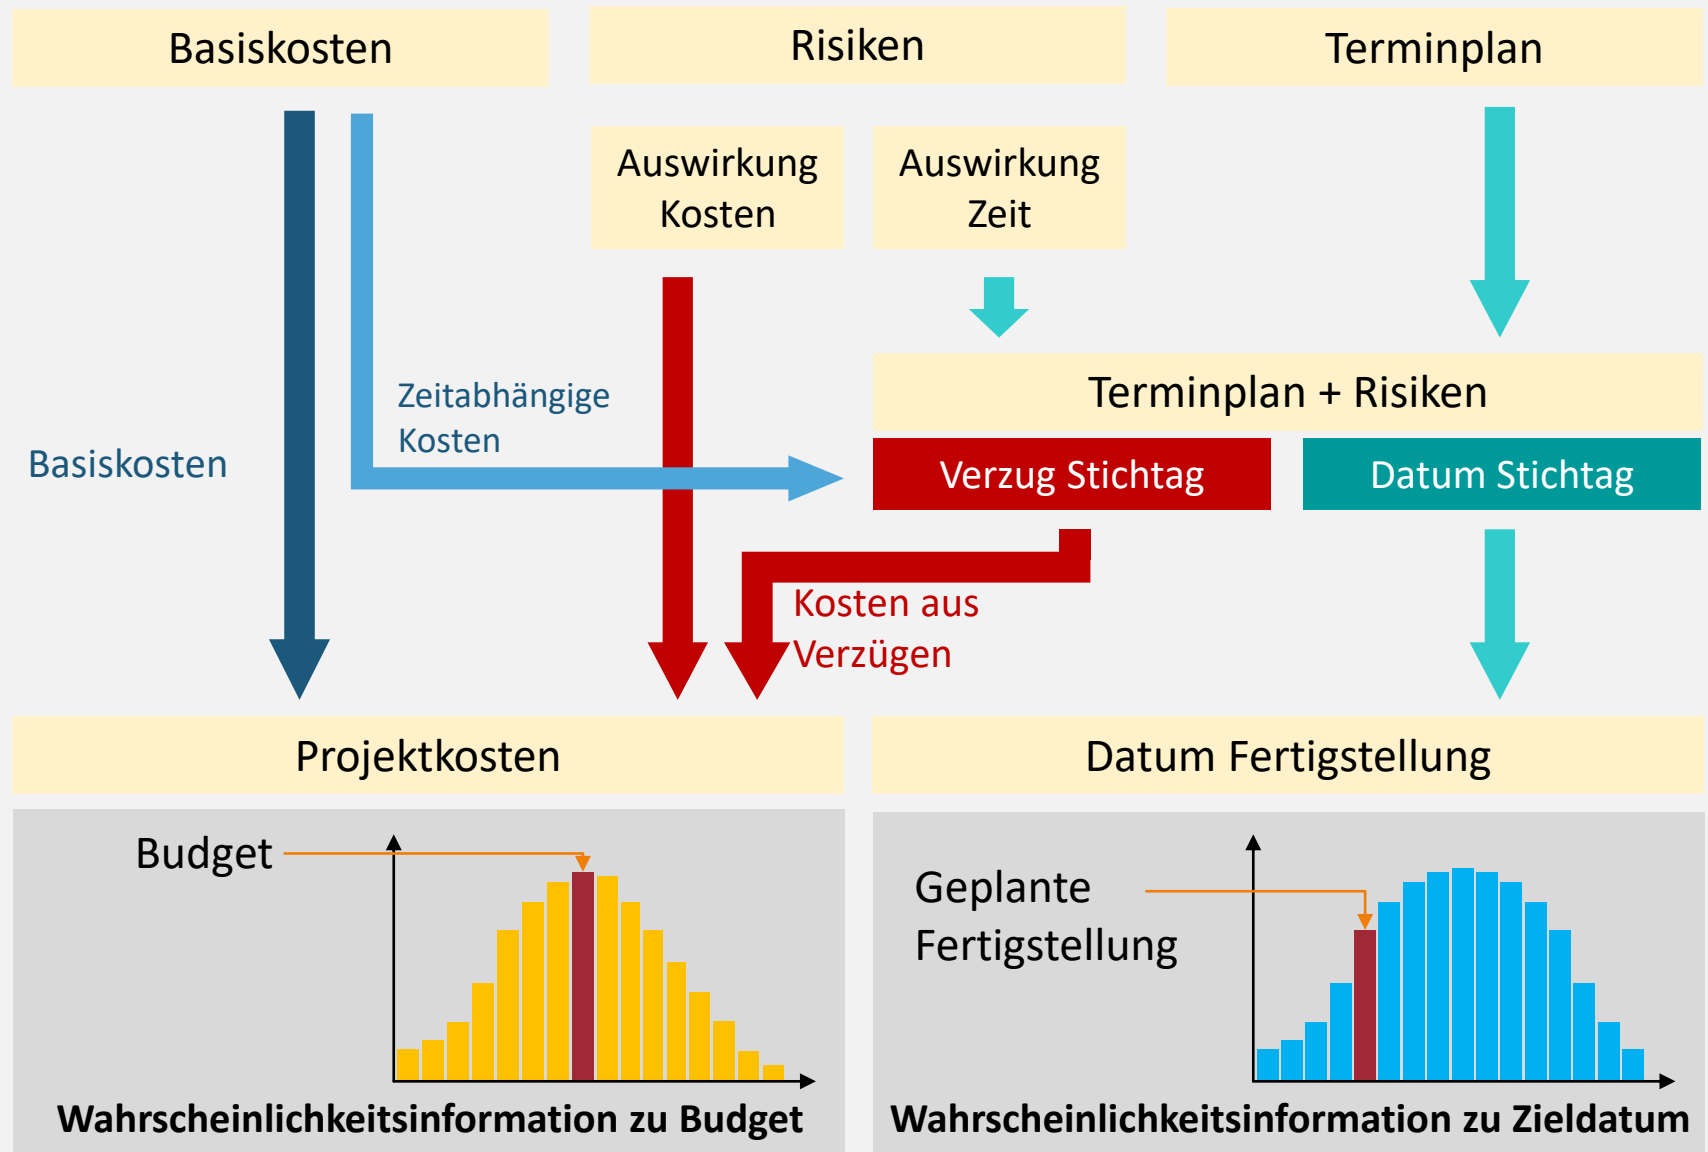 Basiskosten
Risiken
Terminplan
Auswirkung
Kosten
Auswirkung
Zeit
Zeitabhängige
Kosten
Basiskosten
Terminplan + Risiken
Verzug Stichtag
Datum Stichtag
Kosten aus
Verzügen
Projektkosten
Datum Fertigstellung
Budget
Geplante
Fertigstellung
Wahrscheinlichkeitsinformation zu Budget
Wahrscheinlichkeitsinformation zu Zieldatum